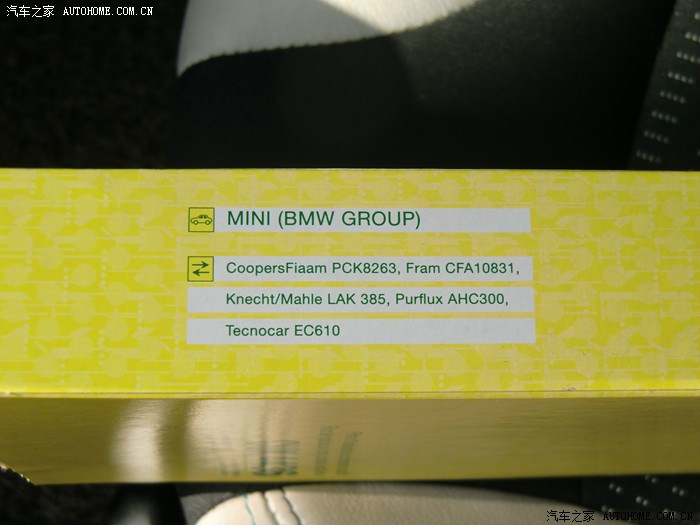 汽车之家 AUTOHOME.COM.CN
MINI (BMW GROUP)
CoopersFiaam PCK8263, Fram CFA10831,
Knecht/Mahle LAK 385, Purflux AHC300,
Tecnocar EC610
汽车之家 AUTOHOME.COM.CN